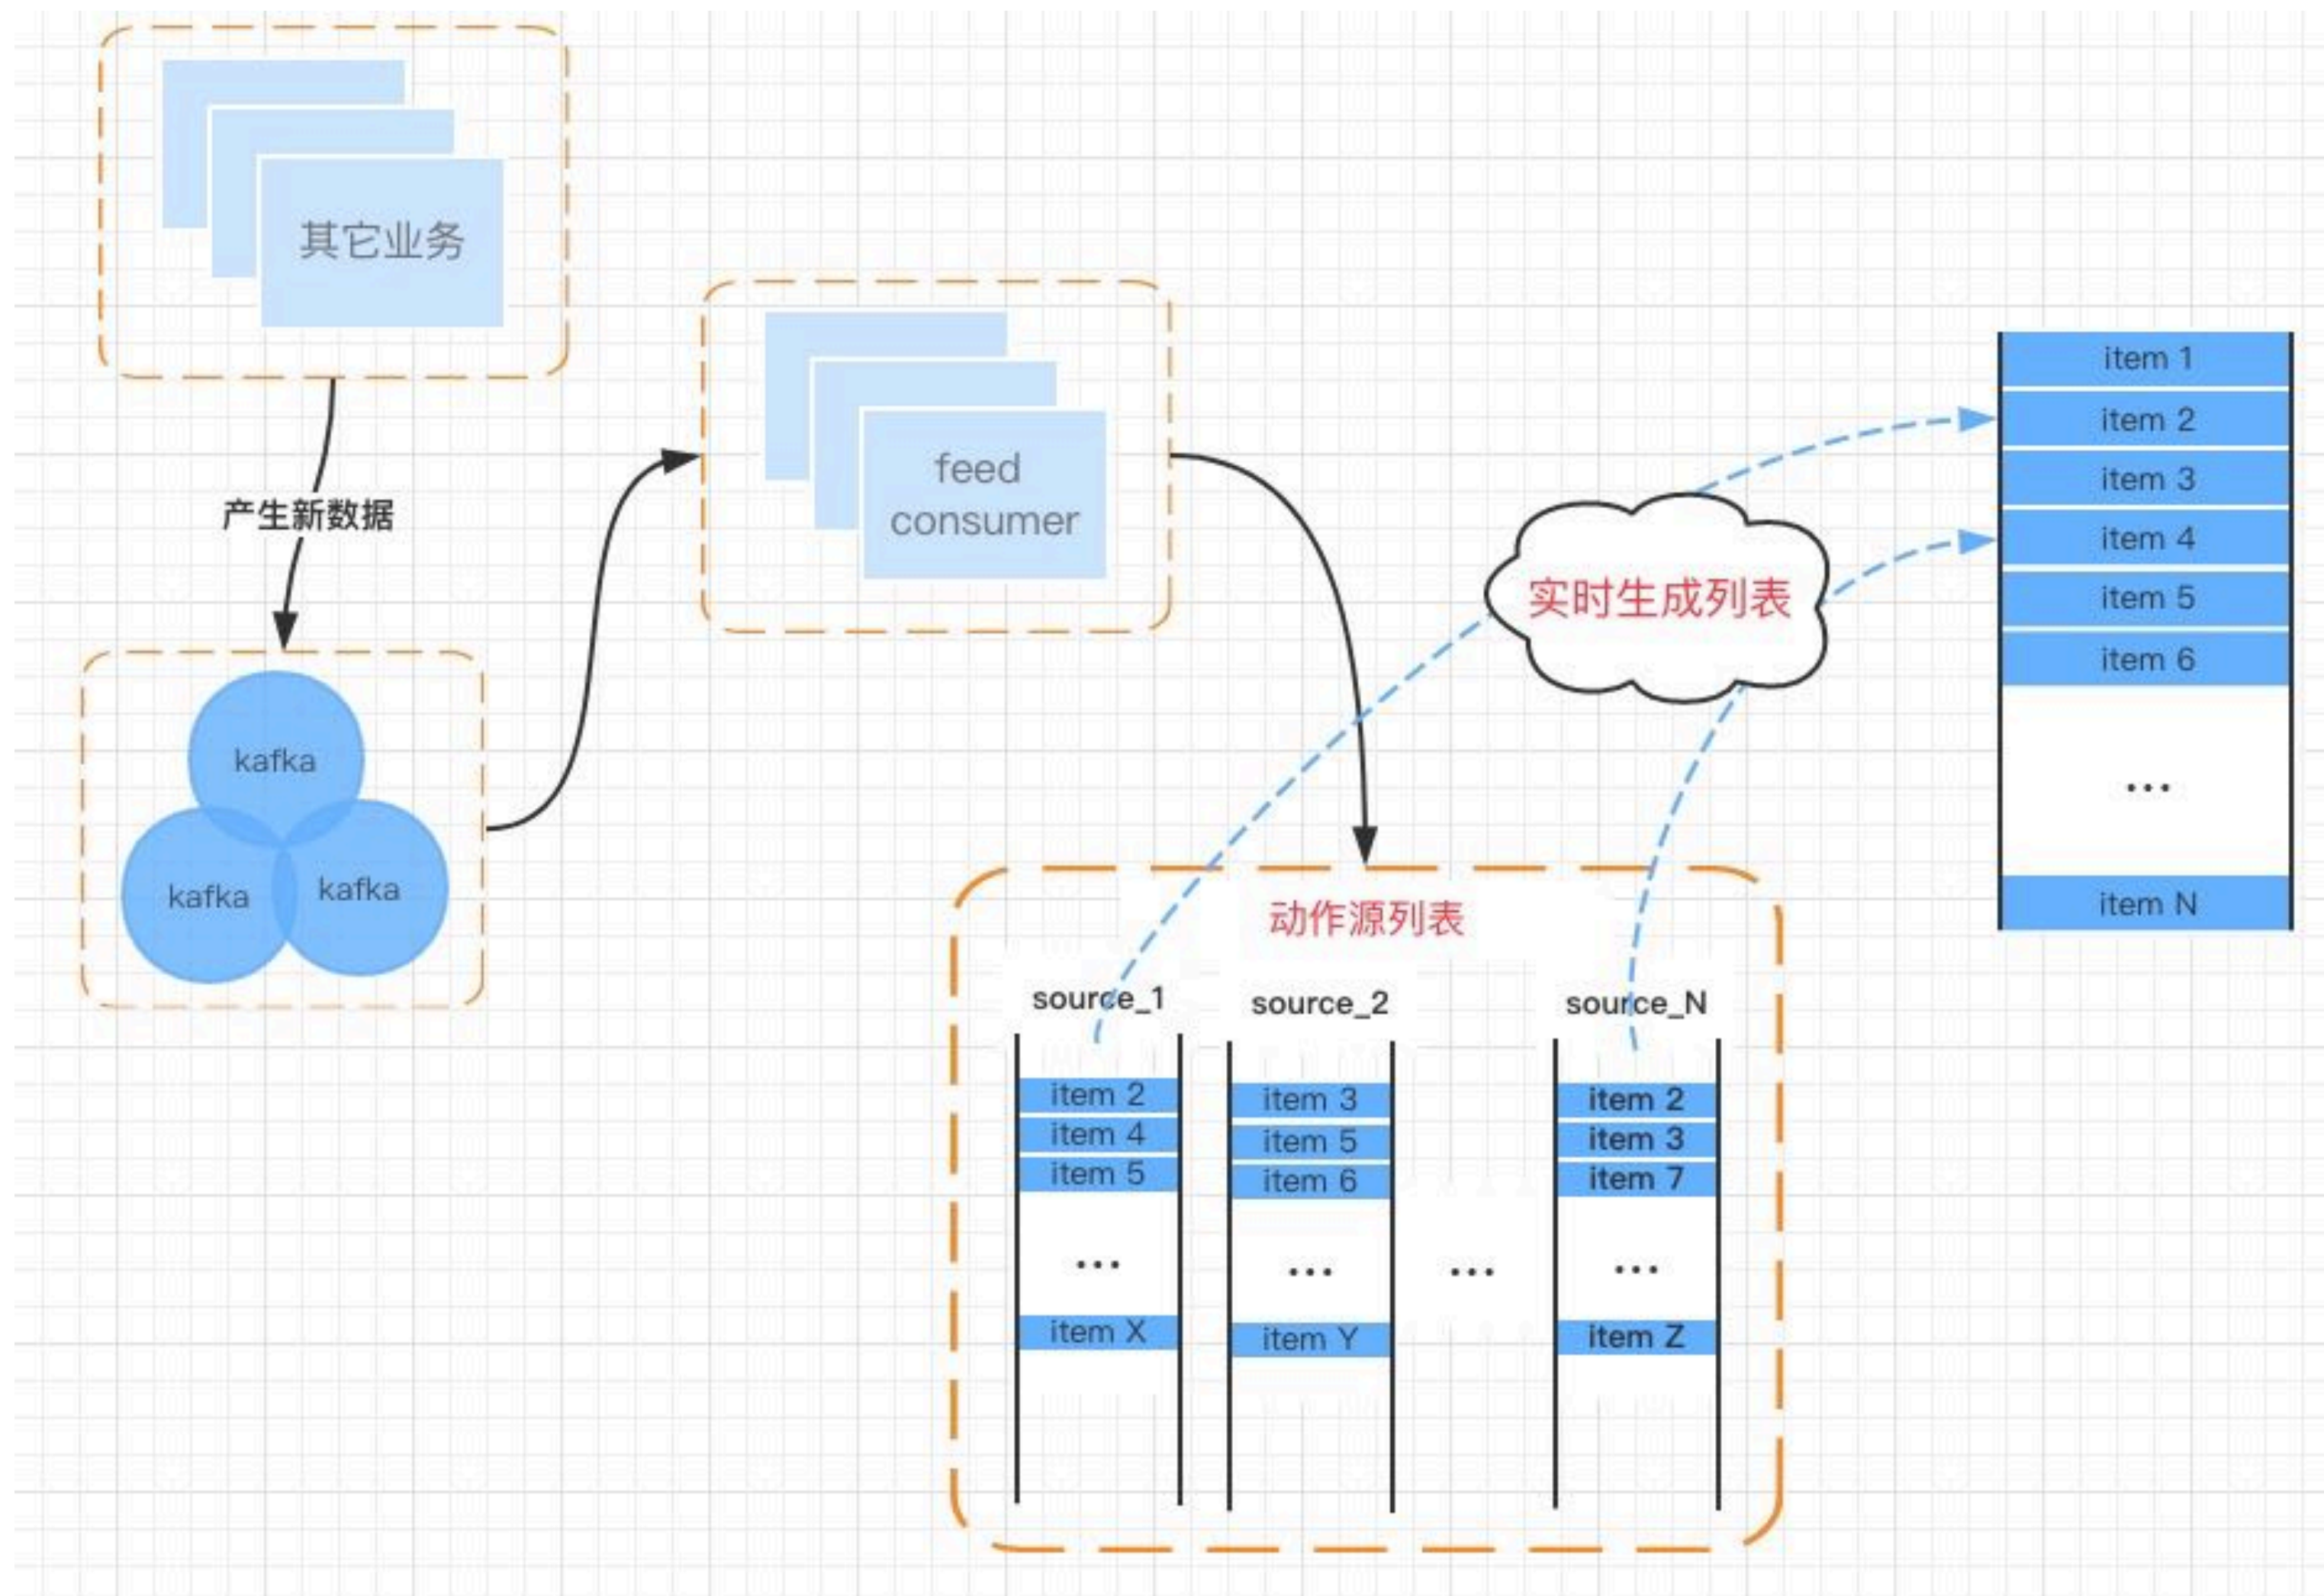 其它业务
产生新数据
kafka
kafka
kafka
feed
consumer
实时生成列表
item 1
item 2
item 3
item 4
item 5
item 6
...
item N
动作源列表
source_1
item 2
item 4
item 5
...
item X
source_2
item 3
item 5
item 6
...
item Y
...
source_N
item 2
item 3
item 7
...
item Z